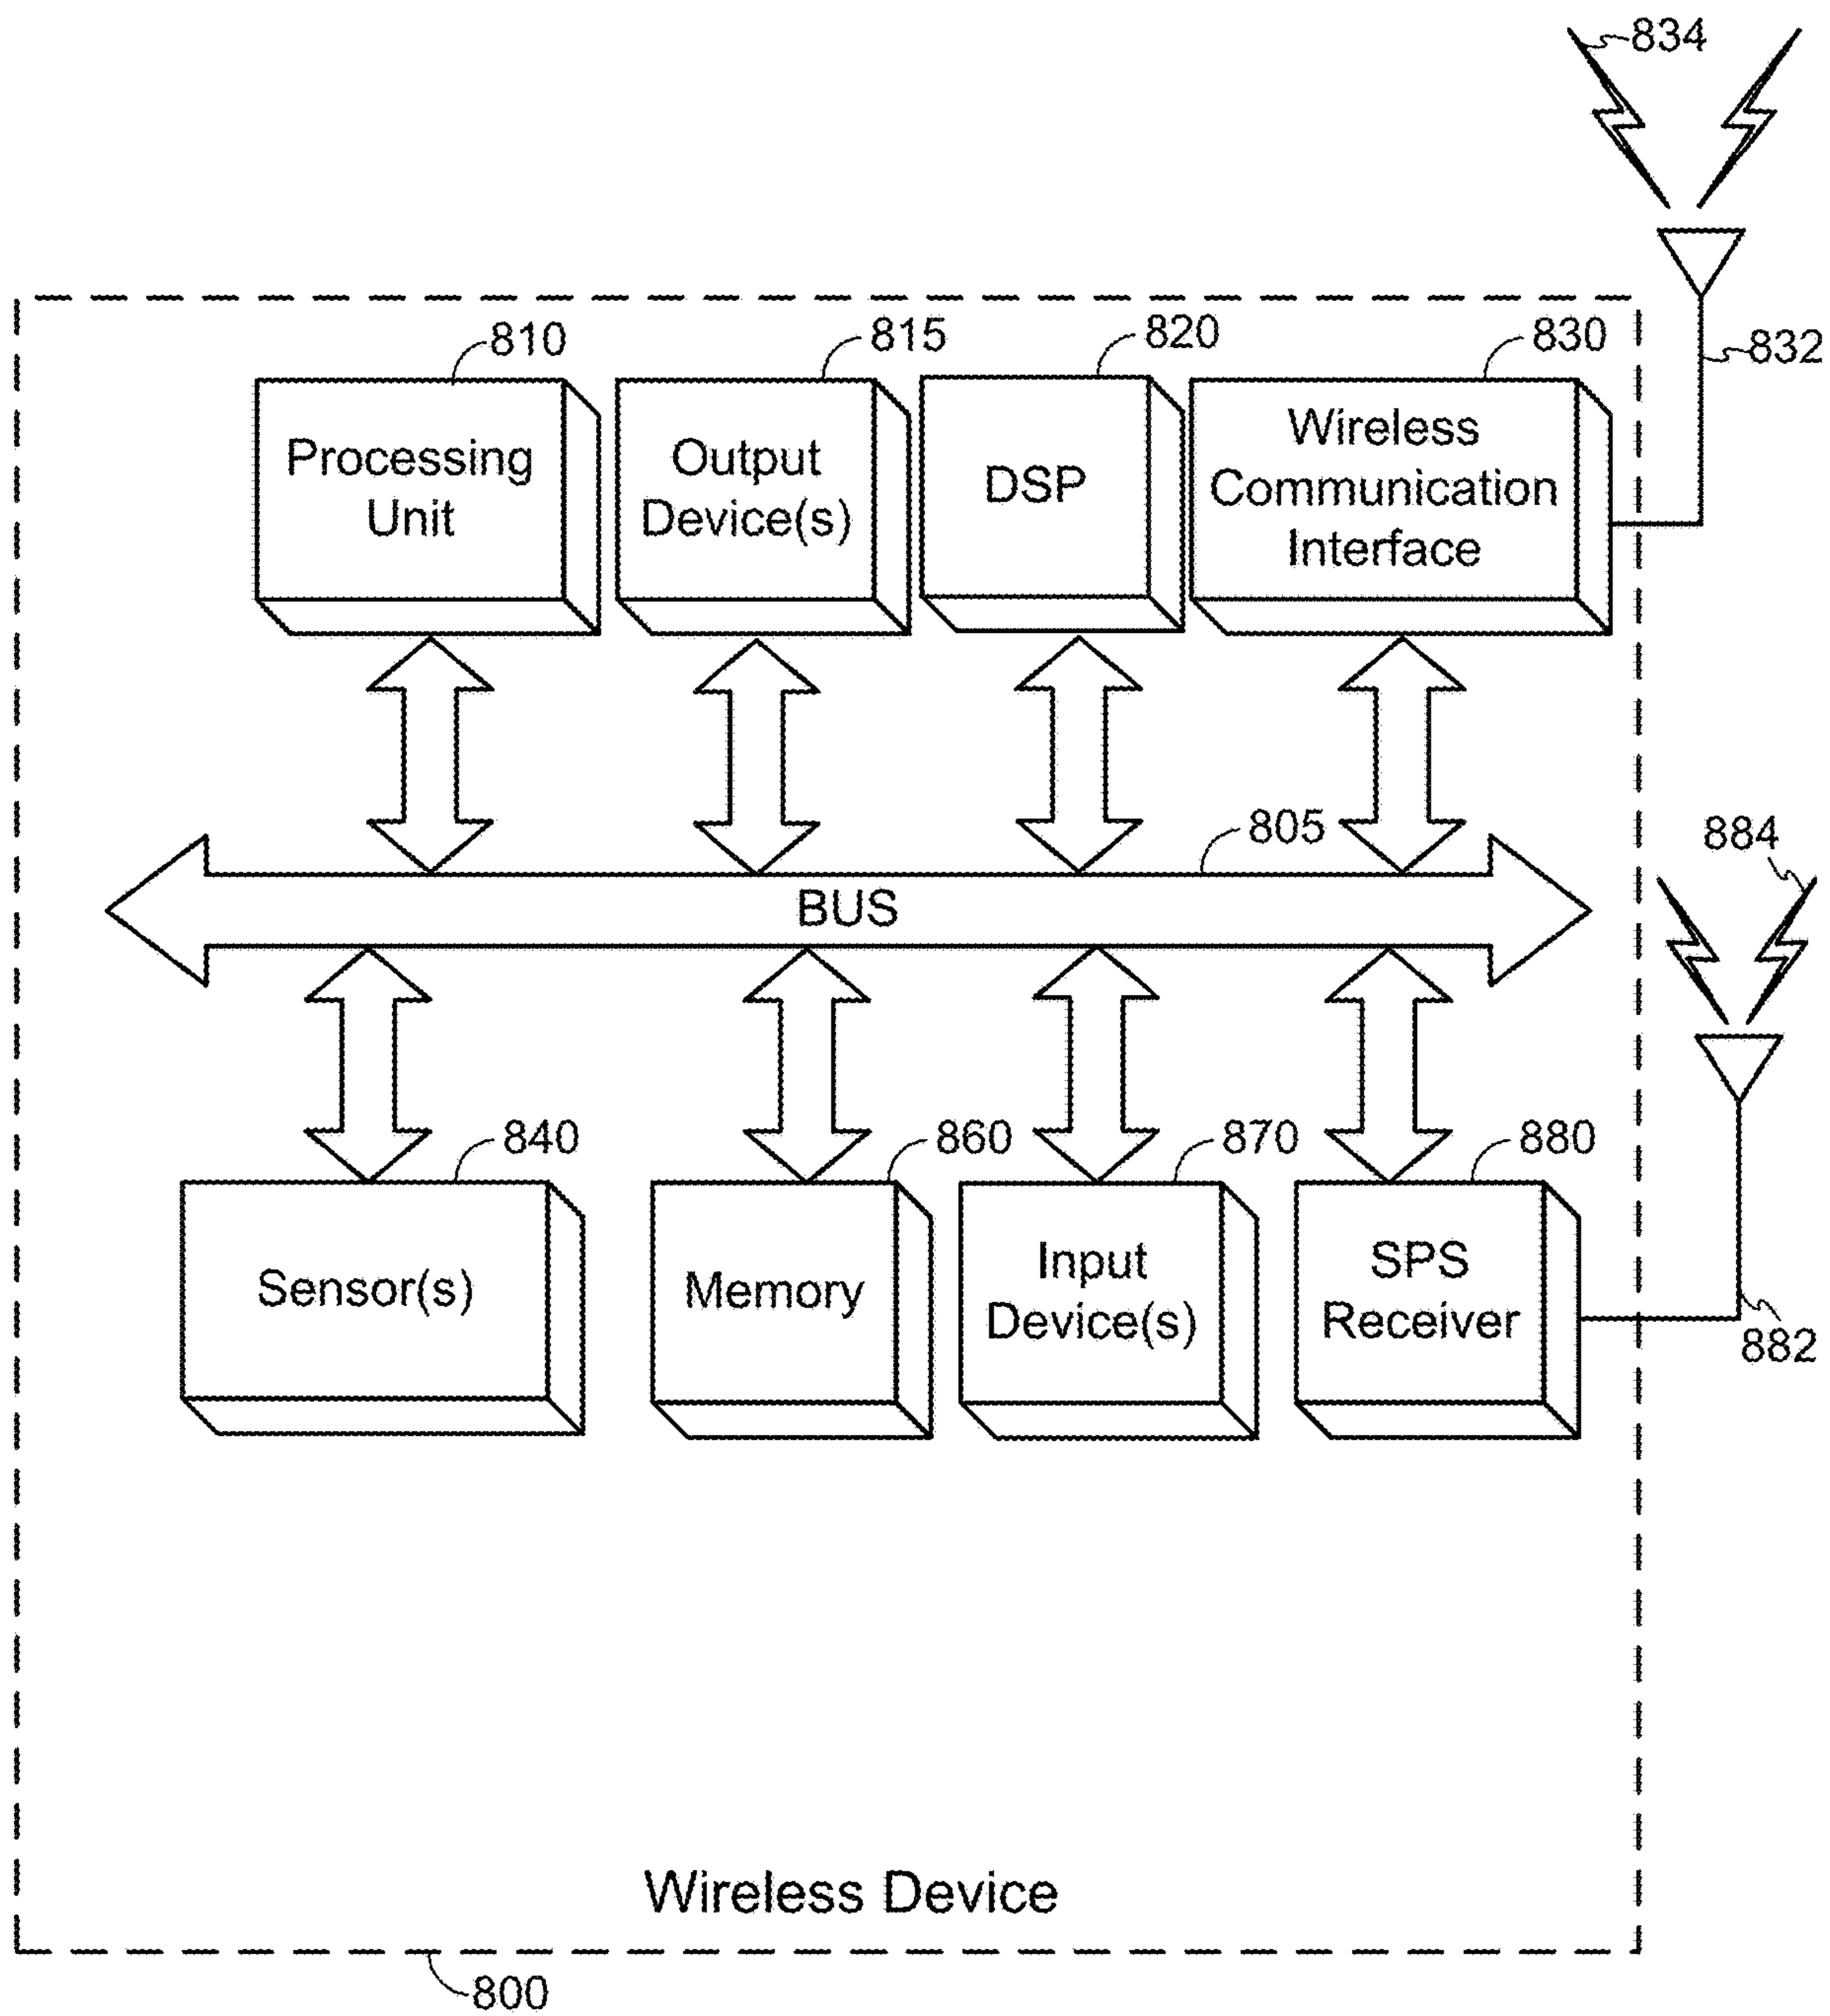 834
810
815
820
830
832
Processing
Unit
Output
Device(s)
DSP
Wireless
Communication
Interface
805
884
BUS
840
860
870
880
Sensor(s)
Memory
Input
Device(s)
SPS
Receiver
882
Wireless Device
800